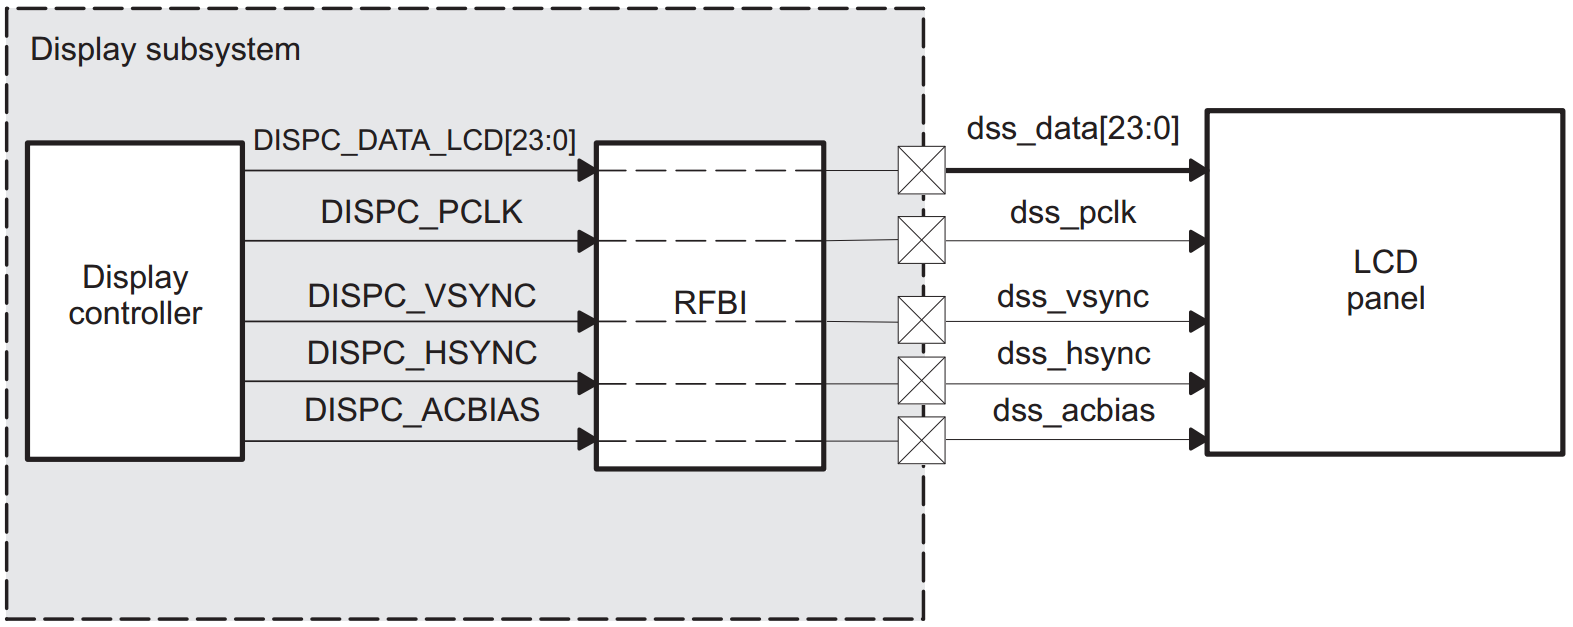 Display subsystem
DISPC_DATA_LCD[23:0]
dss_data[23:0]
DISPC_PCLK
dss_pclk
Display
controller
DISPC_VSYNC
RFBI
dss_vsync
LCD
panel
DISPC_HSYNC
dss_hsync
DISPC_ACBIAS
dss_acbias